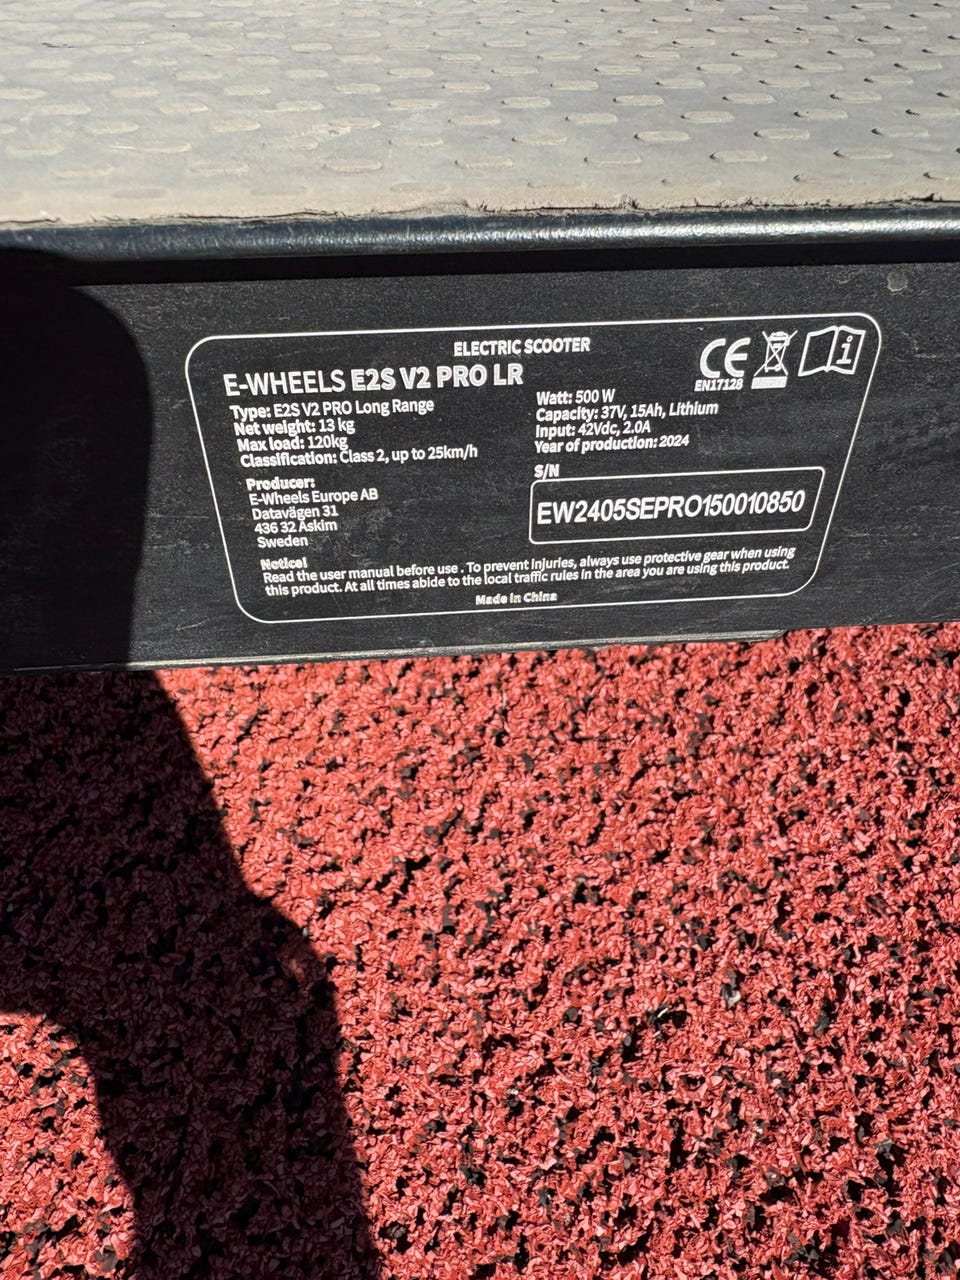 ELECTRIC SCOOTER
E-WHEELS E2S V2 PRO LR
Type: E2S V2 PRO Long Range
Net weight: 13 kg
Max load: 120kg
Classification: Class 2, up to 25km/h
Producer:
E-Wheels Europe AB
Datavägen 31
436 32 Askim
Sweden
CE
EN17128
i
Watt: 500 W
Capacity: 37V, 15Ah, Lithium
Input: 42Vdc, 2.0A
Year of production: 2024
S/N
EW2405SEPRO150010850
Notice!
Read the user manual before use . To prevent injuries, always use protective gear when using
this product. At all times abide to the local traffic rules in the area you are using this product.
Made in China